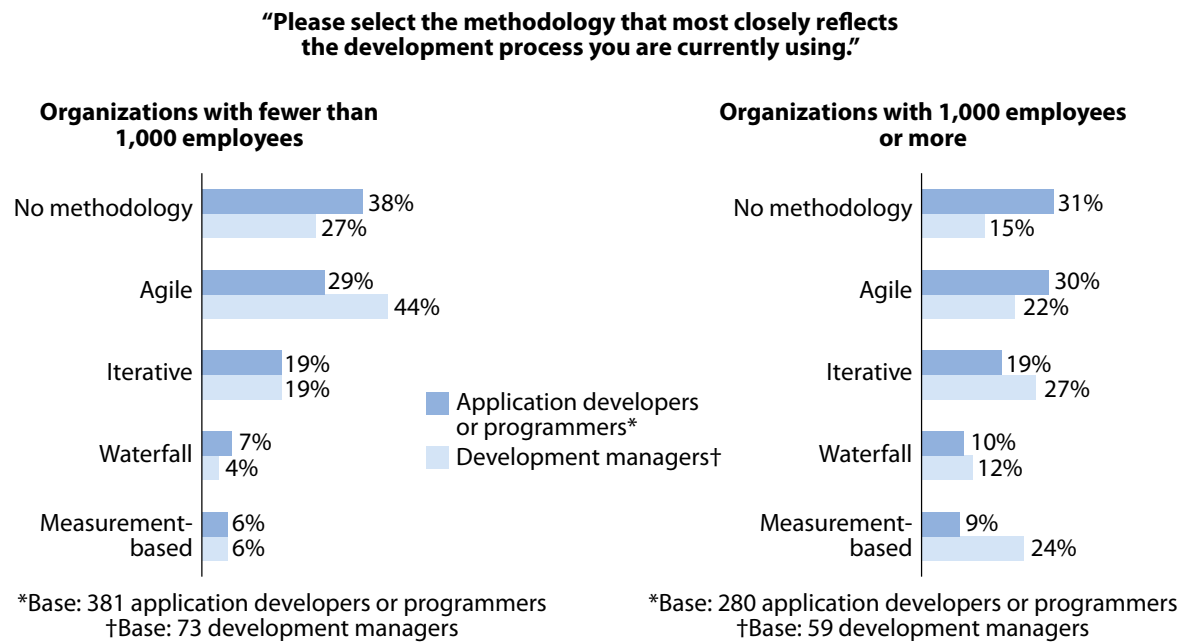 “Please select the methodology that most closely reflects
the development process you are currently using.”
Organizations with fewer than
1,000 employees
No methodology
38%
27%
Agile
29%
44%
Iterative
19%
19%
Waterfall
7%
4%
Measurement-
based
6%
6%
*Base: 381 application developers or programmers
†Base: 73 development managers
Application developers
or programmers*
Development managers†
Organizations with 1,000 employees
or more
No methodology
31%
15%
Agile
30%
22%
Iterative
19%
27%
Waterfall
10%
12%
Measurement-
based
9%
24%
*Base: 280 application developers or programmers
†Base: 59 development managers